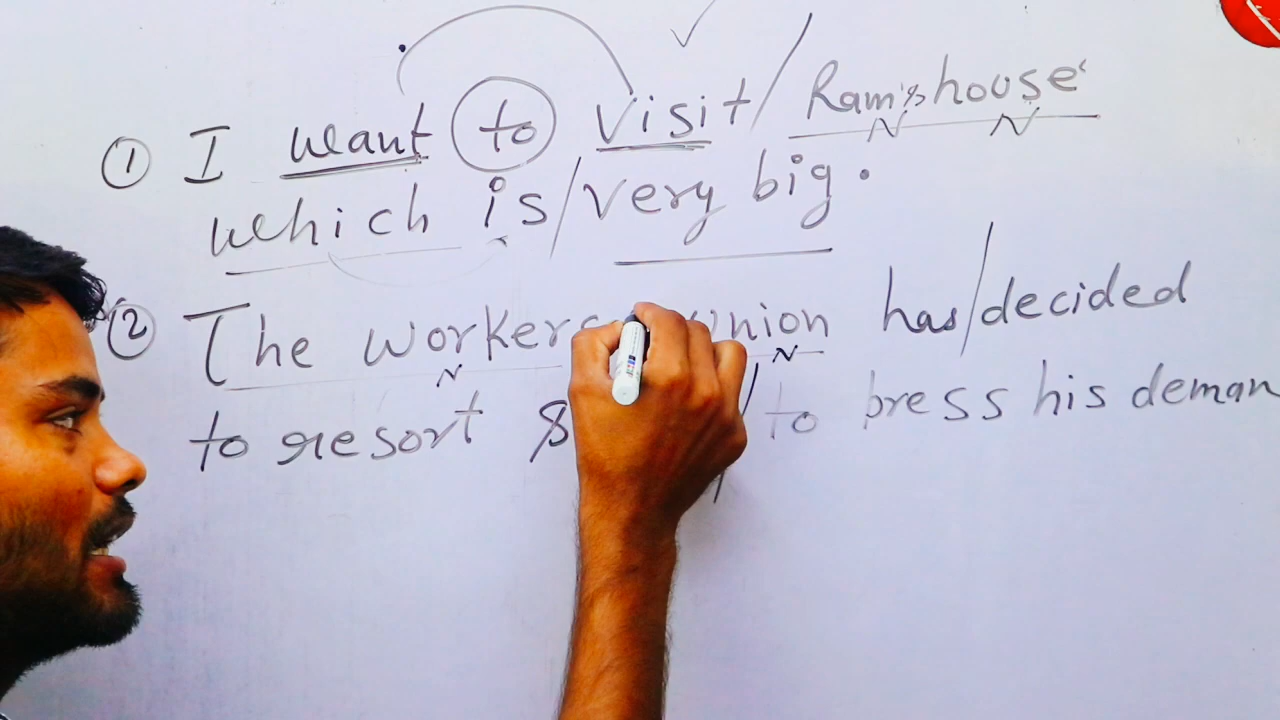 ① I want to visit/ Ram's house
which is/very big.
② The workers union has/decided
to resort / to press his deman
N N
N N